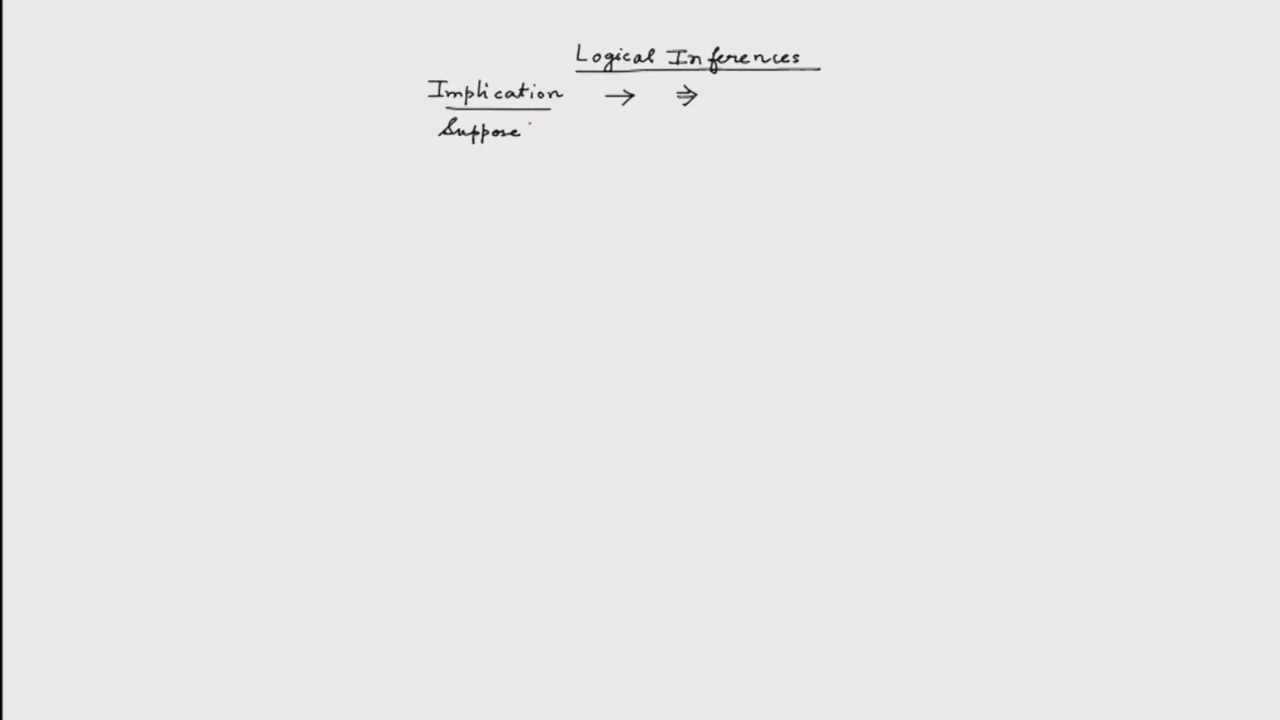 Logical Inferences
Implication → ⇒
Suppose